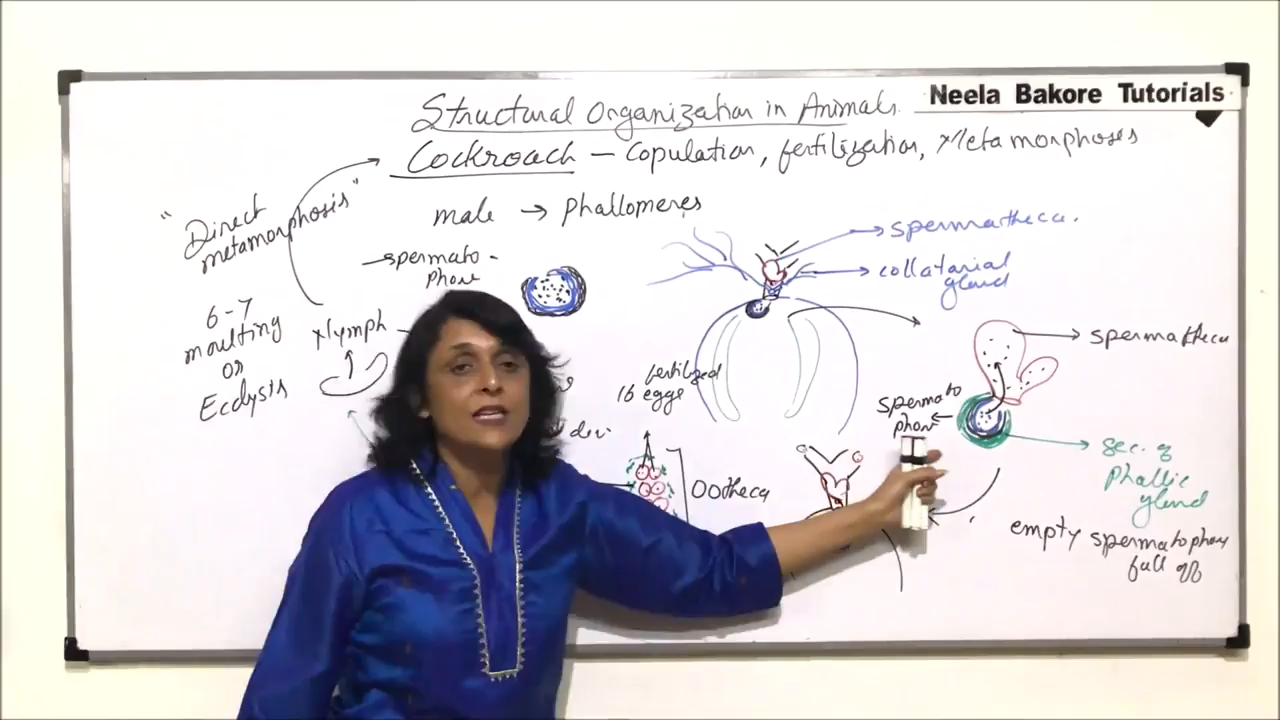 Neela Bakore Tutorials
Structural Organization in Animals
Cockroach – Copulation, fertilization, Metamorphoses
"Direct
metamorphosis"
male → Phallomeres
spermatheca.
spermato -
phore
collatarial
gland
6-7
moulting
or
Ecdysis
Nymph
spermatheca
fertilized
16 eggs
spermato
phore
sec. of
Phallic
gland
Ootheca
empty spermatophore
fall off